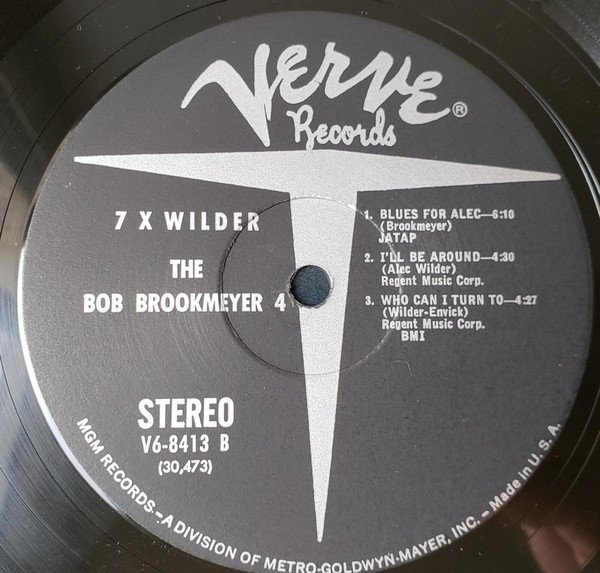 VERVE ®
Records
7 X WILDER
THE
BOB BROOKMEYER 4
1. BLUES FOR ALEC—6:10
(Brookmeyer)
JATAP
2. I'LL BE AROUND—4:30
(Alec Wilder)
Regent Music Corp.
3. WHO CAN I TURN TO—4:27
(Wilder-Envick)
Regent Music Corp.
BMI
STEREO
V6-8413 B
(30,473)
MGM RECORDS—A DIVISION OF METRO-GOLDWYN-MAYER, INC. — Made in U. S. A.